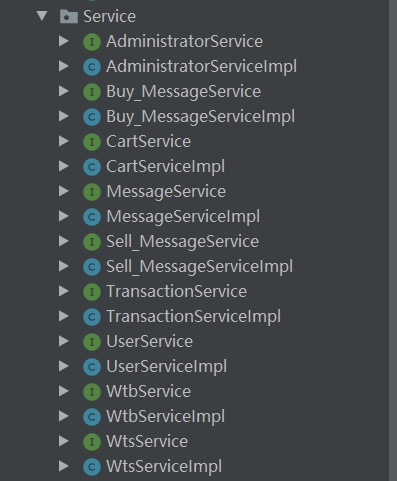 Service
I AdministratorService
C AdministratorServiceImpl
I Buy_MessageService
C Buy_MessageServiceImpl
I CartService
C CartServiceImpl
I MessageService
C MessageServiceImpl
I Sell_MessageService
C Sell_MessageServiceImpl
I TransactionService
C TransactionServiceImpl
I UserService
C UserServiceImpl
I WtbService
C WtbServiceImpl
I WtsService
C WtsServiceImpl